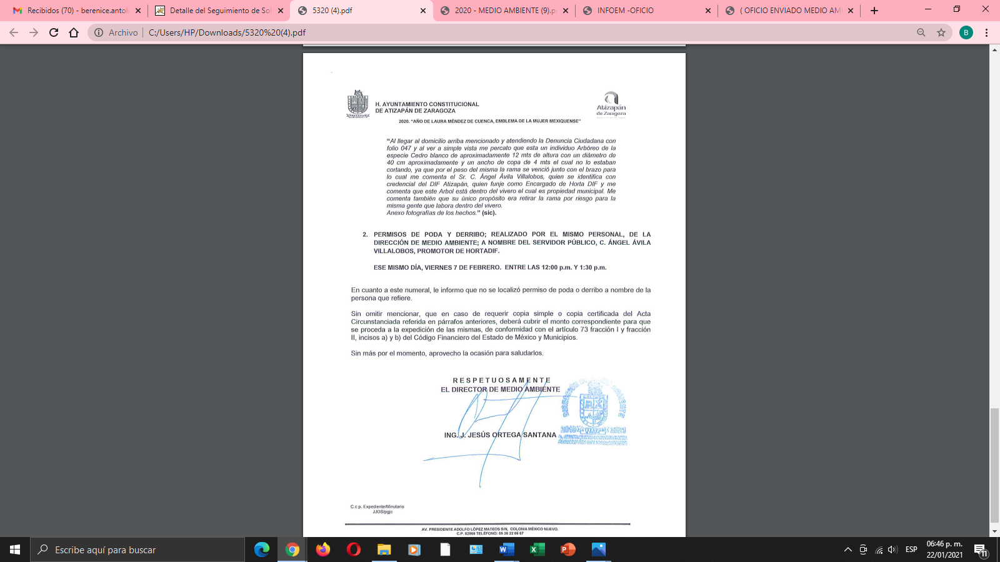 Recibidos (70) - berenice.antoli
Detalle del Seguimiento de Sol
5320 (4).pdf
2020 - MEDIO AMBIENTE (9).p
INFOEM -OFICIO
( OFICIO ENVIADO MEDIO AM
Archivo
C:/Users/HP/Downloads/5320%20(4).pdf
B
H. AYUNTAMIENTO CONSTITUCIONAL
DE ATIZAPÁN DE ZARAGOZA
Atizapán
de Zaragoza
2020. “AÑO DE LAURA MÉNDEZ DE CUENCA, EMBLEMA DE LA MUJER MEXIQUENSE”
“Al llegar al domicilio arriba mencionado y atendiendo la Denuncia Ciudadana con
folio 047 y al ver a simple vista me percato que esta un individuo Arbóreo de la
especie Cedro blanco de aproximadamente 12 mts de altura con un diámetro de
40 cm aproximadamente y un ancho de copa de 4 mts el cual no lo estaban
cortando, ya que por el peso del misma la rama se venció junto con el brazo para
lo cual me comenta el Sr. C. Ángel Ávila Villalobos, quien se identifica con
credencial del DIF Atizapán, quien funje como Encargado de Horta DIF y me
comenta que este Arbol está dentro del vivero el cual es propiedad municipal. Me
comenta también que su único propósito era retirar la rama por riesgo para la
misma gente que labora dentro del vivero.
Anexo fotografías de los hechos.” (sic).
2. PERMISOS DE PODA Y DERRIBO; REALIZADO POR EL MISMO PERSONAL, DE LA
DIRECCIÓN DE MEDIO AMBIENTE; A NOMBRE DEL SERVIDOR PÚBLICO, C. ÁNGEL ÁVILA
VILLALOBOS, PROMOTOR DE HORTADIF.
ESE MISMO DÍA, VIERNES 7 DE FEBRERO. ENTRE LAS 12:00 p.m. Y 1:30 p.m.
En cuanto a este numeral, le informo que no se localizó permiso de poda o derribo a nombre de la
persona que refiere.
Sin omitir mencionar, que en caso de requerir copia simple o copia certificada del Acta
Circunstanciada referida en párrafos anteriores, deberá cubrir el monto correspondiente para que
se proceda a la expedición de las mismas, de conformidad con el artículo 73 fracción I y fracción
II, incisos a) y b) del Código Financiero del Estado de México y Municipios.
Sin más por el momento, aprovecho la ocasión para saludarlos.
R E S P E T U O S A M E N T E
EL DIRECTOR DE MEDIO AMBIENTE
ING. J. JESÚS ORTEGA SANTANA
2019 2021
C.c.p. Expediente/Minutario
JJOS/pgjc
AV. PRESIDENTE ADOLFO LÓPEZ MATEOS S/N, COLONIA MÉXICO NUEVO.
C.P. 52966 TELÉFONO: 55 36 22 86 67
Escribe aquí para buscar
ESP
06:46 p. m.
22/01/2021
11